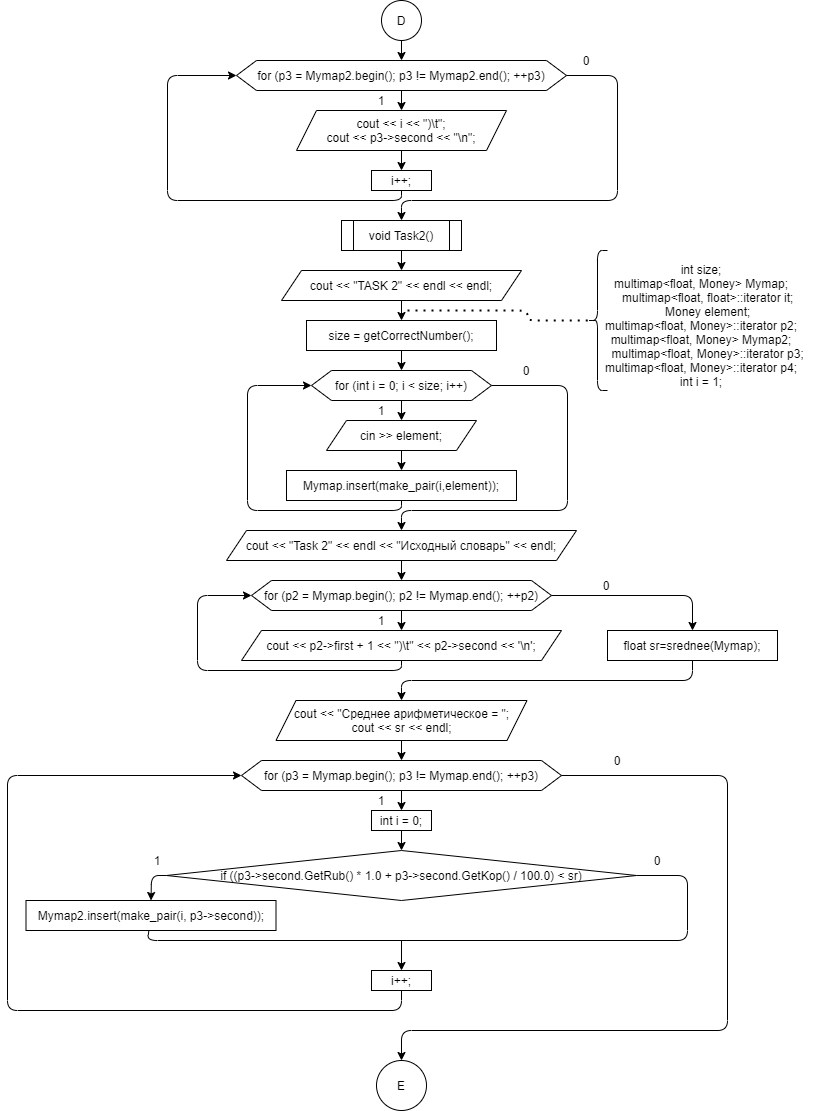 D
for (p3 = Mymap2.begin(); p3 != Mymap2.end(); ++p3)
0
1
cout << i << ")\t";
cout << p3->second << "\n";
i++;
void Task2()
cout << "TASK 2" << endl << endl;
int size;
multimap<float, Money> Mymap;
multimap<float, float>::iterator it;
Money element;
multimap<float, Money>::iterator p2;
multimap<float, Money> Mymap2;
multimap<float, Money>::iterator p3;
multimap<float, Money>::iterator p4;
int i = 1;
size = getCorrectNumber();
for (int i = 0; i < size; i++)
0
1
cin >> element;
Mymap.insert(make_pair(i,element));
cout << "Task 2" << endl << "Исходный словарь" << endl;
for (p2 = Mymap.begin(); p2 != Mymap.end(); ++p2)
0
1
cout << p2->first + 1 << ")\t" << p2->second << '\n';
float sr=srednee(Mymap);
cout << "Среднее арифметическое = ";
cout << sr << endl;
for (p3 = Mymap.begin(); p3 != Mymap.end(); ++p3)
0
1
int i = 0;
if ((p3->second.GetRub() * 1.0 + p3->second.GetKop() / 100.0) < sr)
1
0
Mymap2.insert(make_pair(i, p3->second));
i++;
E